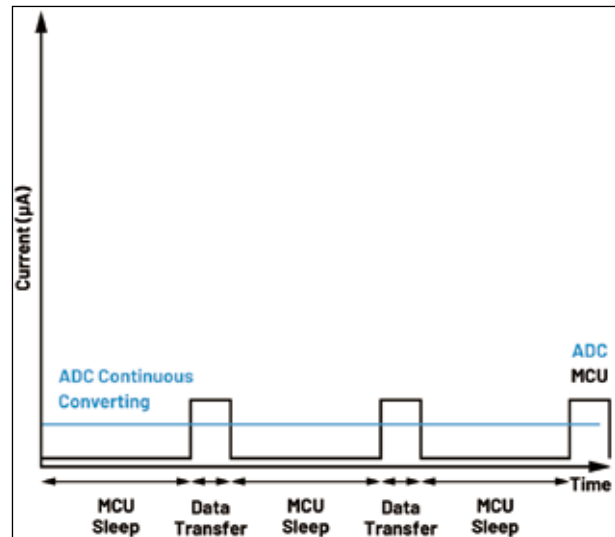 Current (µA)
ADC Continuous
Converting
ADC
MCU
Time
MCU
Sleep
Data
Transfer
MCU
Sleep
Data
Transfer
MCU
Sleep